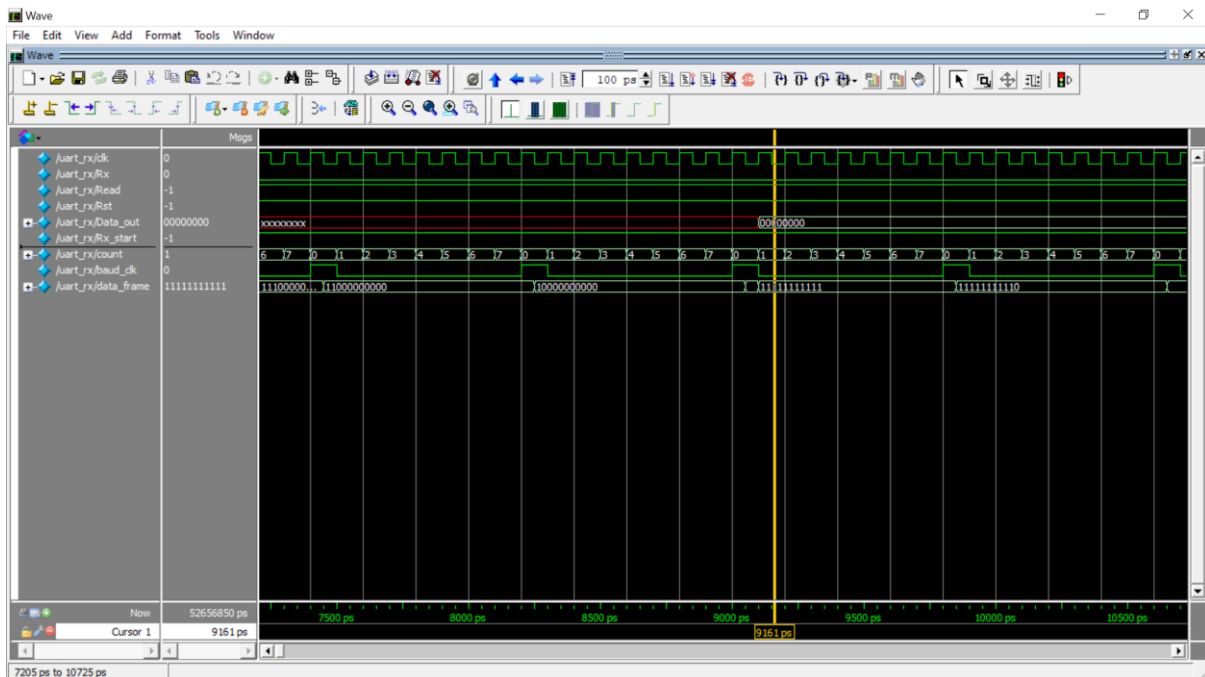 Wave
File Edit View Add Format Tools Window
Wave
100 ps
Msgs
/uart_rx/clk 0
/uart_rx/Rx 0
/uart_rx/Read -1
/uart_rx/Rst -1
/uart_rx/Data_out 00000000 xxxxxxxx 00000000
/uart_rx/Rx_start -1
/uart_rx/count 1 6 7 0 1 2 3 4 5 6 7 0 1 2 3 4 5 6 7 0 1 2 3 4 5 6 7 0 1 2 3 4 5 6 7 0
/uart_rx/baud_clk 0
/uart_rx/data_frame 11111111111 11100000... 11000000000 10000000000 11111111111 11111111110
Now 52656850 ps 7500 ps 8000 ps 8500 ps 9000 ps 9500 ps 10000 ps 10500 ps
Cursor 1 9161 ps 9161 ps
7205 ps to 10725 ps